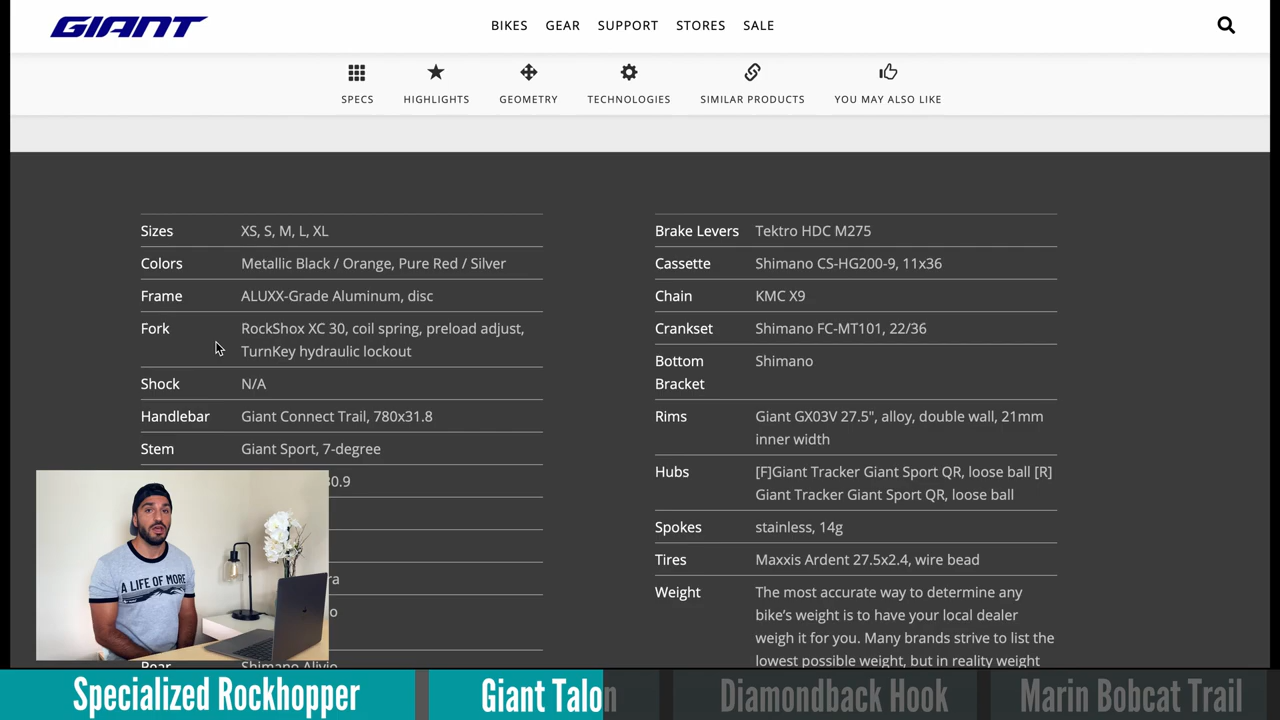 GIANT
BIKES GEAR SUPPORT STORES SALE
SPECS HIGHLIGHTS GEOMETRY TECHNOLOGIES SIMILAR PRODUCTS YOU MAY ALSO LIKE
Sizes XS, S, M, L, XL
Colors Metallic Black / Orange, Pure Red / Silver
Frame ALUXX-Grade Aluminum, disc
Fork RockShox XC 30, coil spring, preload adjust,
TurnKey hydraulic lockout
Shock N/A
Handlebar Giant Connect Trail, 780x31.8
Stem Giant Sport, 7-degree
0.9
ra
o
Rear Shimano Alivio
Brake Levers Tektro HDC M275
Cassette Shimano CS-HG200-9, 11x36
Chain KMC X9
Crankset Shimano FC-MT101, 22/36
Bottom Shimano
Bracket
Rims Giant GX03V 27.5", alloy, double wall, 21mm
inner width
Hubs [F]Giant Tracker Giant Sport QR, loose ball [R]
Giant Tracker Giant Sport QR, loose ball
Spokes stainless, 14g
Tires Maxxis Ardent 27.5x2.4, wire bead
Weight The most accurate way to determine any
bike's weight is to have your local dealer
weigh it for you. Many brands strive to list the
lowest possible weight, but in reality weight
A LIFE OF MORE
Specialized Rockhopper Giant Talon Diamondback Hook Marin Bobcat Trail